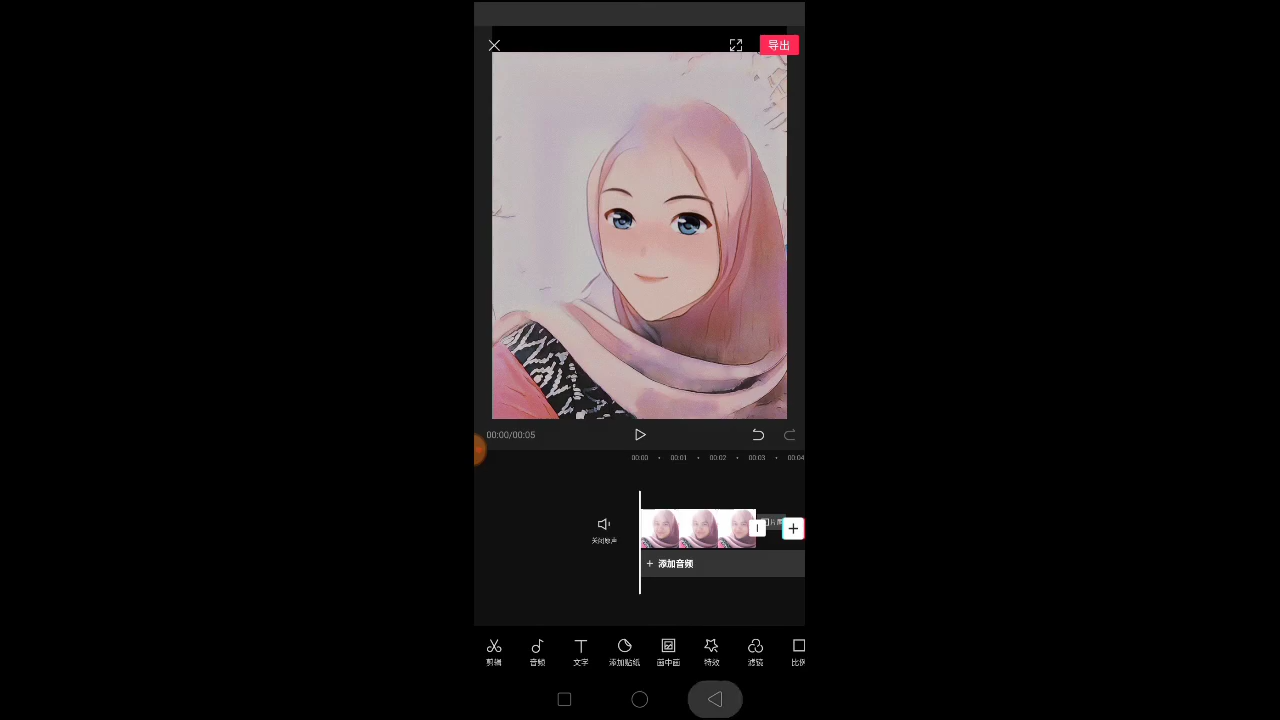 导出
00:00/00:05
00:00 00:01 00:02 00:03 00:04
关闭原声
+ 添加音频
剪辑 音频 文字 添加贴纸 画中画 特效 滤镜 比例